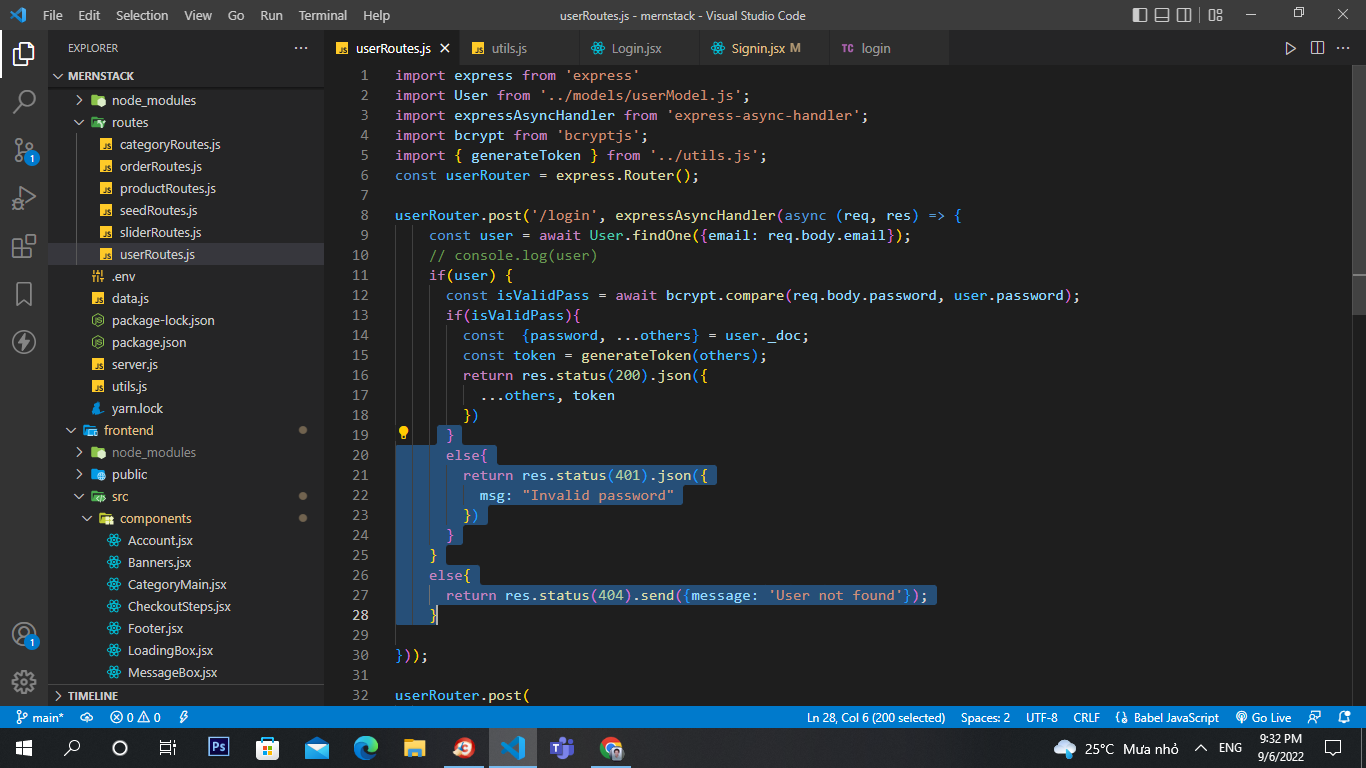 File Edit Selection View Go Run Terminal Help
userRoutes.js - mernstack - Visual Studio Code
EXPLORER
MERNSTACK
node_modules
routes
categoryRoutes.js
orderRoutes.js
productRoutes.js
seedRoutes.js
sliderRoutes.js
userRoutes.js
.env
data.js
package-lock.json
package.json
server.js
utils.js
yarn.lock
frontend
node_modules
public
src
components
Account.jsx
Banners.jsx
CategoryMain.jsx
CheckoutSteps.jsx
Footer.jsx
LoadingBox.jsx
MessageBox.jsx
TIMELINE
1
1
userRoutes.js utils.js Login.jsx Signin.jsx M TC login
1 import express from 'express'
2 import User from '../models/userModel.js';
3 import expressAsyncHandler from 'express-async-handler';
4 import bcrypt from 'bcryptjs';
5 import { generateToken } from '../utils.js';
6 const userRouter = express.Router();
7
8 userRouter.post('/login', expressAsyncHandler(async (req, res) => {
9 const user = await User.findOne({email: req.body.email});
10 // console.log(user)
11 if(user) {
12 const isValidPass = await bcrypt.compare(req.body.password, user.password);
13 if(isValidPass){
14 const  {password, ...others} = user._doc;
15 const token = generateToken(others);
16 return res.status(200).json({
17 ...others, token
18 })
19 }
20 else{
21 return res.status(401).json({
22 msg: "Invalid password"
23 })
24 }
25 }
26 else{
27 return res.status(404).send({message: 'User not found'});
28 }
29
30 }));
31
32 userRouter.post(
main* 0 0 Ln 28, Col 6 (200 selected) Spaces: 2 UTF-8 CRLF Babel JavaScript Go Live
Ps 25°C Mưa nhỏ ENG 9:32 PM
9/6/2022